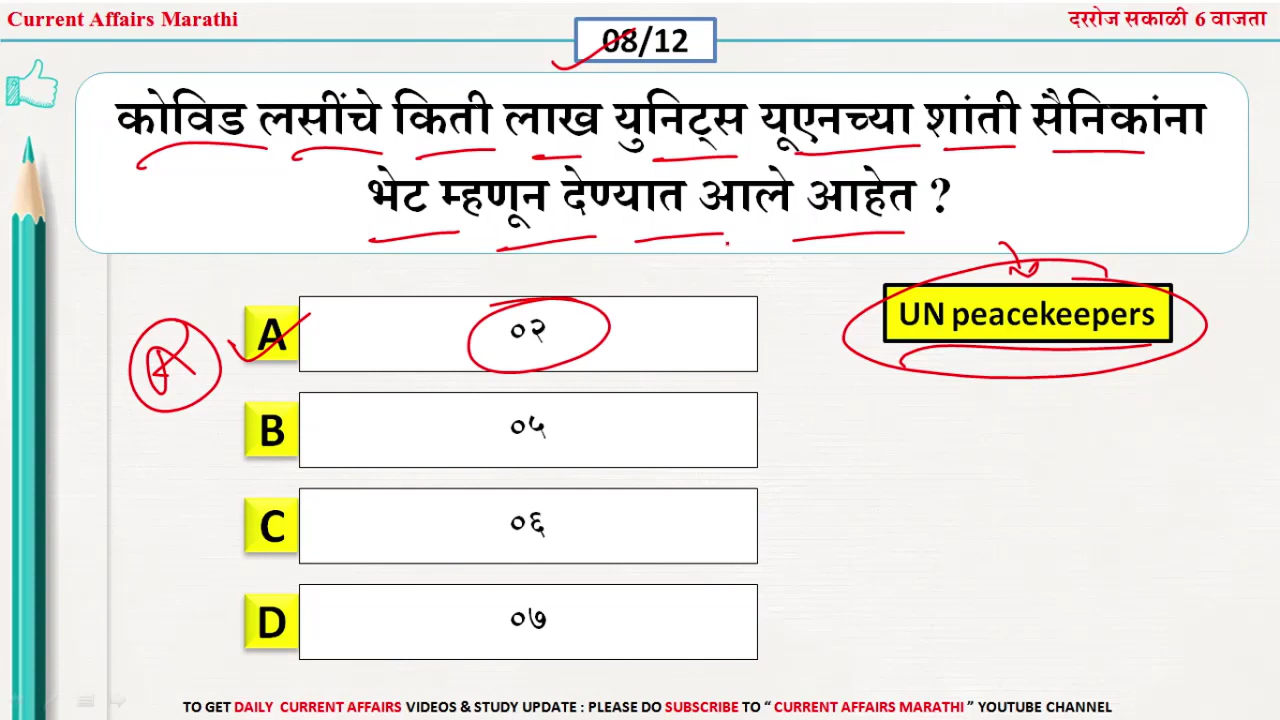 Current Affairs Marathi
दररोज सकाळी 6 वाजता
08/12
कोविड लसींचे किती लाख युनिट्स यूएनच्या शांती सैनिकांना
भेट म्हणून देण्यात आले आहेत ?
UN peacekeepers
A
A ०२
B ०५
C ०६
D ०७
TO GET DAILY CURRENT AFFAIRS VIDEOS & STUDY UPDATE : PLEASE DO SUBSCRIBE TO “ CURRENT AFFAIRS MARATHI ” YOUTUBE CHANNEL